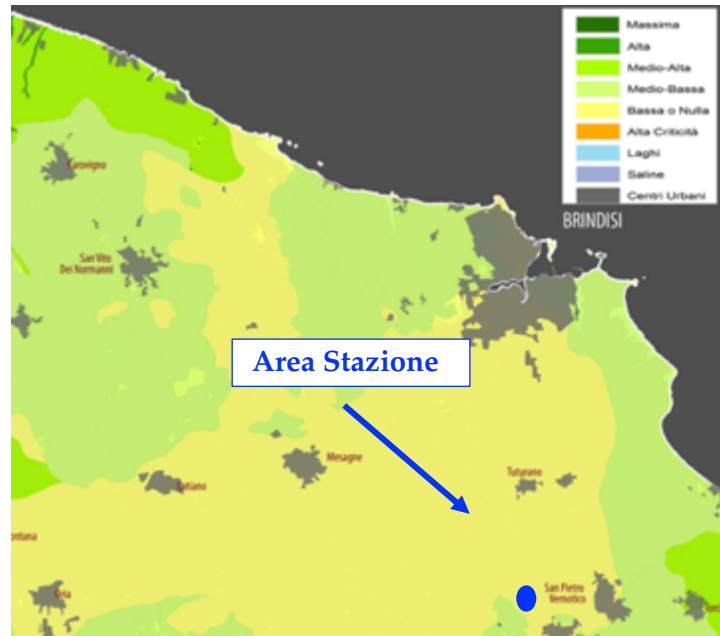 Massima
Alta
Medio-Alta
Medio-Bassa
Bassa o Nulla
Alta Criticità
Laghi
Saline
Centri Urbani
BRINDISI
Carovigno
San Vito
Dei Normanni
Area Stazione
Mesagne
Latiano
Tuturano
San Pietro
Vernotico
Oria